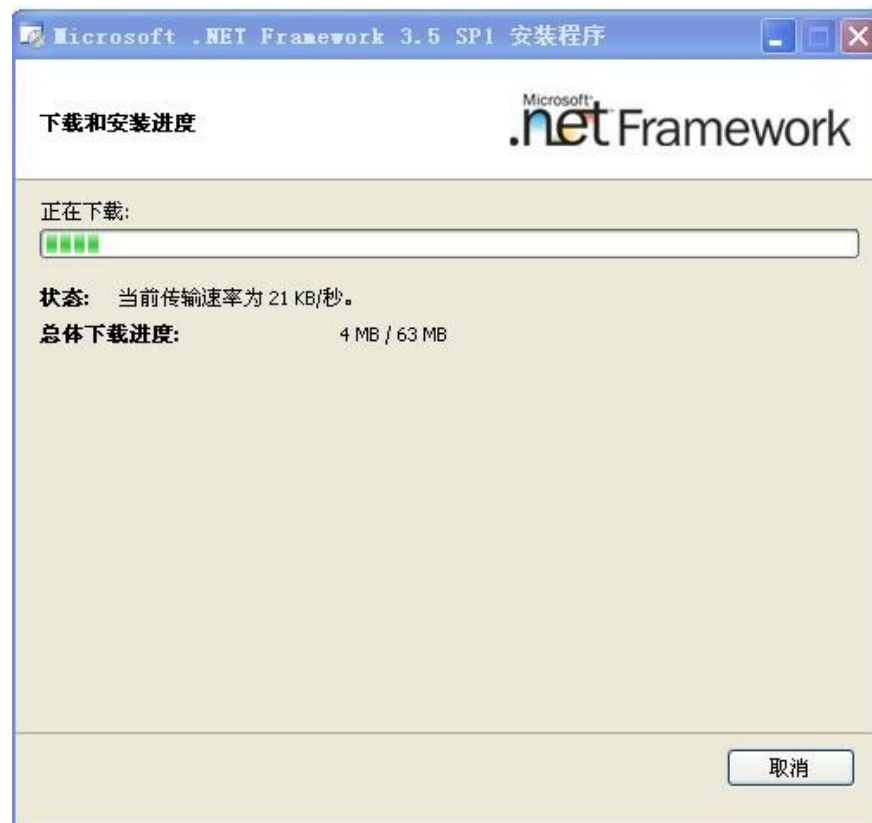 Microsoft .NET Framework 3.5 SP1 安装程序
下载和安装进度
Microsoft
.net Framework
正在下载:
状态: 当前传输速率为 21 KB/秒。
总体下载进度: 4 MB / 63 MB
取消